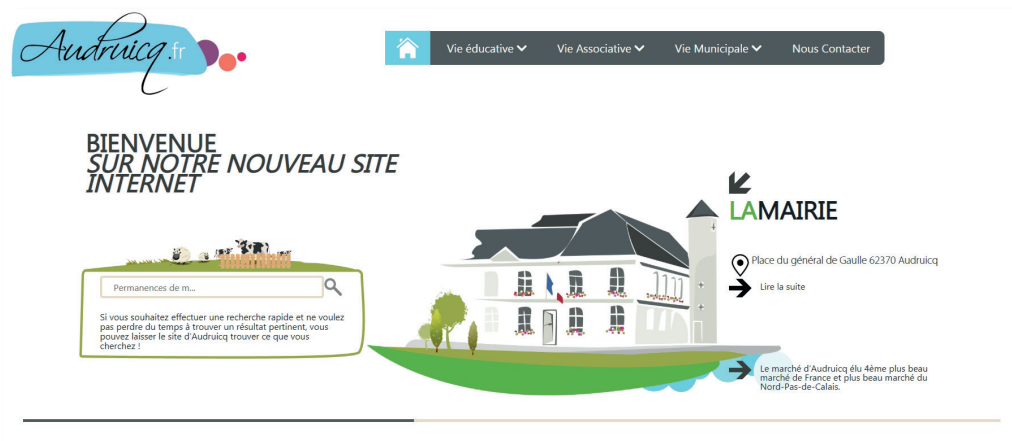 Audruicq.fr
Vie éducative
Vie Associative
Vie Municipale
Nous Contacter
BIENVENUE
SUR NOTRE NOUVEAU SITE
INTERNET
Permanences de m...
Si vous souhaitez effectuer une recherche rapide et ne voulez
pas perdre du temps à trouver un résultat pertinent, vous
pouvez laisser le site d'Audruicq trouver ce que vous
cherchez !
LAMAIRIE
Place du général de Gaulle 62370 Audruicq
Lire la suite
Le marché d'Audruicq élu 4ème plus beau
marché de France et plus beau marché du
Nord-Pas-de-Calais.